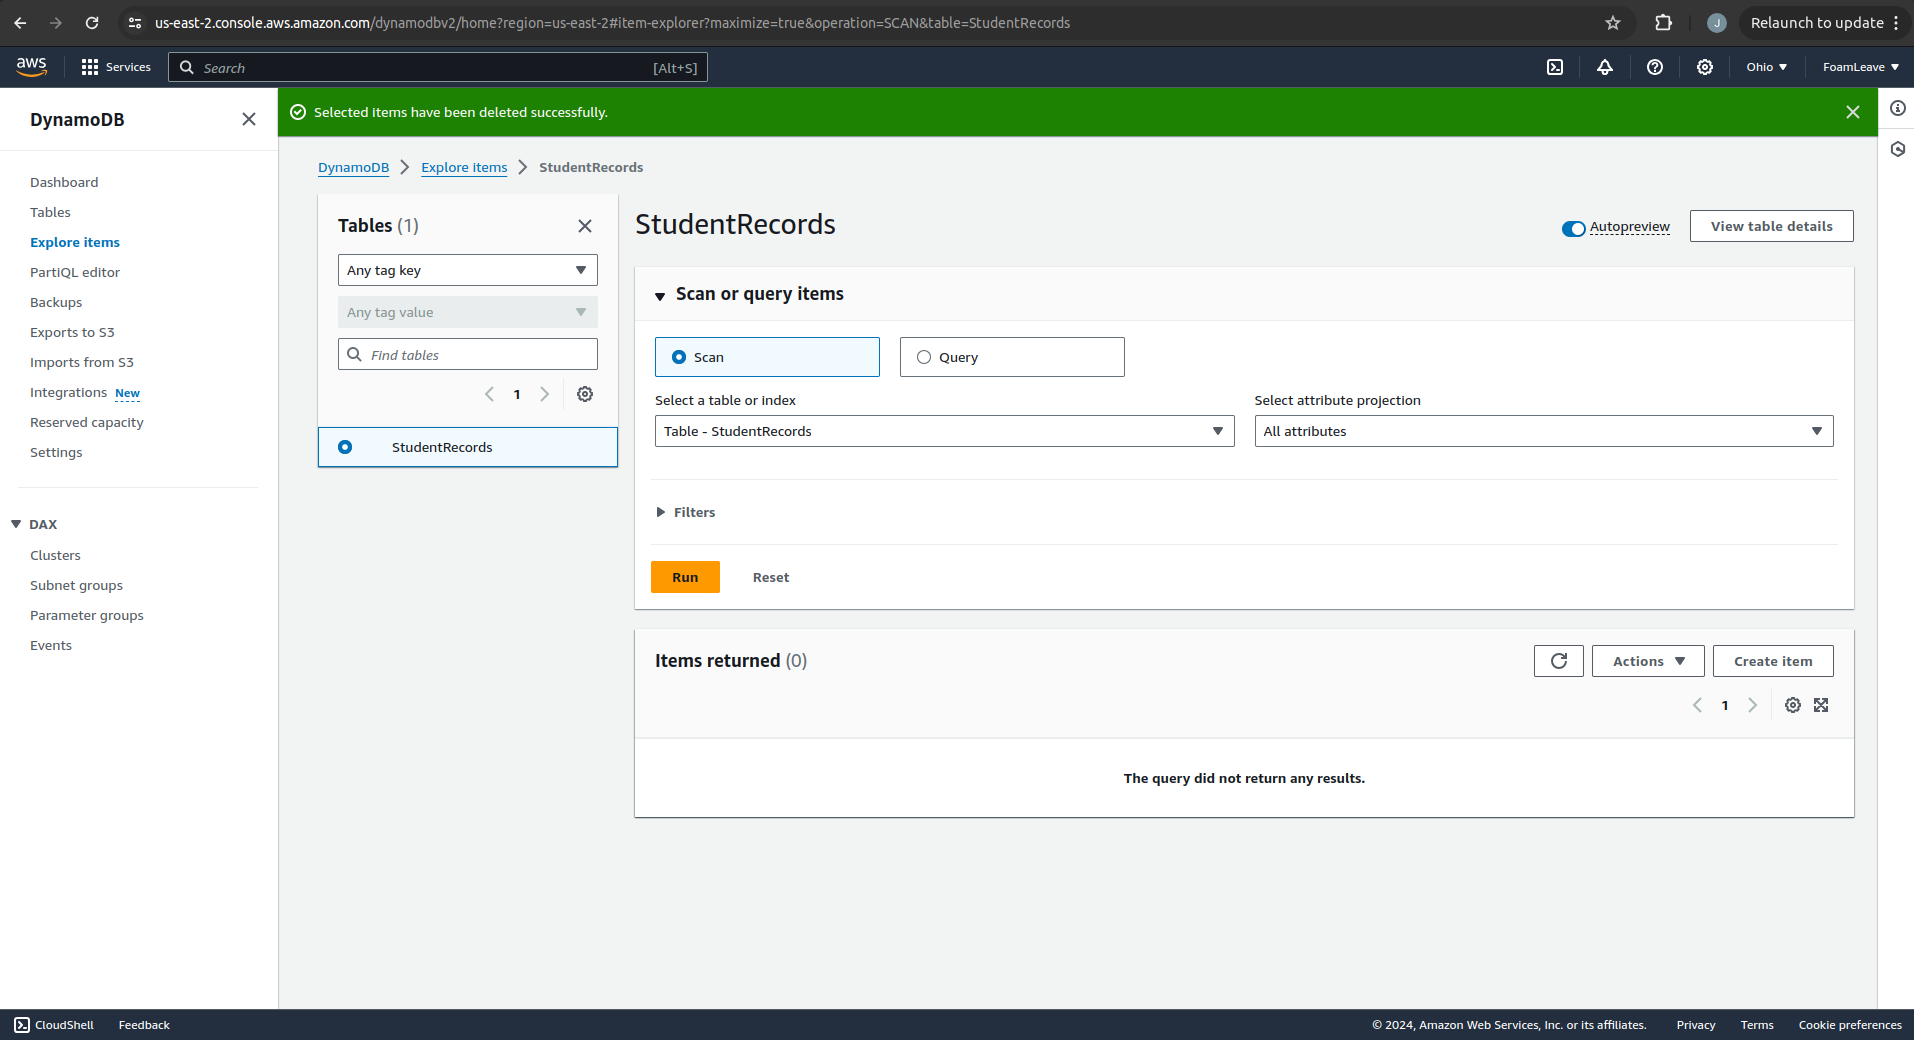 us-east-2.console.aws.amazon.com/dynamodbv2/home?region=us-east-2#item-explorer?maximize=true&operation=SCAN&table=StudentRecords
J
Relaunch to update
aws
Services
Search
[Alt+S]
Ohio
FoamLeave
DynamoDB
Selected items have been deleted successfully.
Dashboard
Tables
Explore items
PartiQL editor
Backups
Exports to S3
Imports from S3
Integrations New
Reserved capacity
Settings
DAX
Clusters
Subnet groups
Parameter groups
Events
DynamoDB
Explore items
StudentRecords
Tables (1)
Any tag key
Any tag value
Find tables
1
StudentRecords
StudentRecords
Autopreview
View table details
Scan or query items
Scan
Query
Select a table or index
Table - StudentRecords
Select attribute projection
All attributes
Filters
Run
Reset
Items returned (0)
Actions
Create item
1
The query did not return any results.
CloudShell
Feedback
© 2024, Amazon Web Services, Inc. or its affiliates.
Privacy
Terms
Cookie preferences